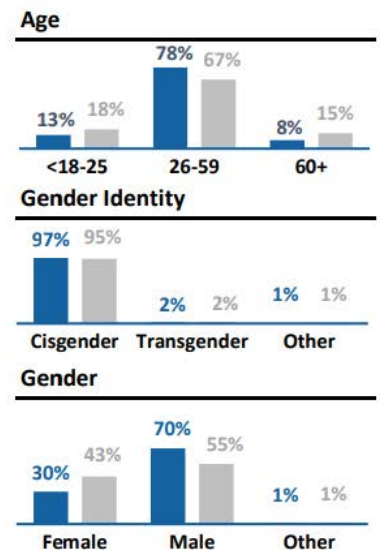 Age
13% 18% 78% 67% 8% 15%
<18-25 26-59 60+
Gender Identity
97% 95% 2% 2% 1% 1%
Cisgender Transgender Other
Gender
30% 43% 70% 55% 1% 1%
Female Male Other